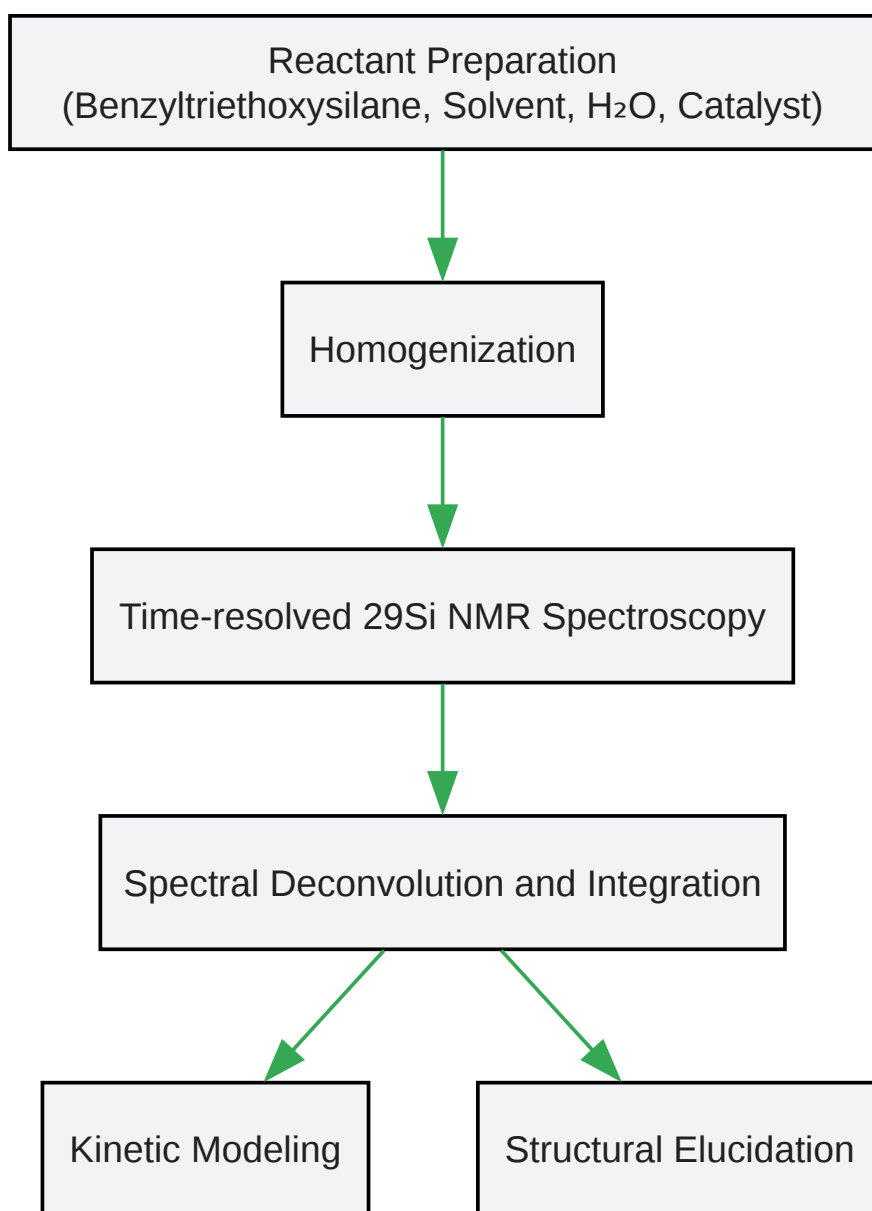 Reactant Preparation
(Benzyltriethoxysilane, Solvent, H₂O, Catalyst)
Homogenization
Time-resolved 29Si NMR Spectroscopy
Spectral Deconvolution and Integration
Kinetic Modeling
Structural Elucidation